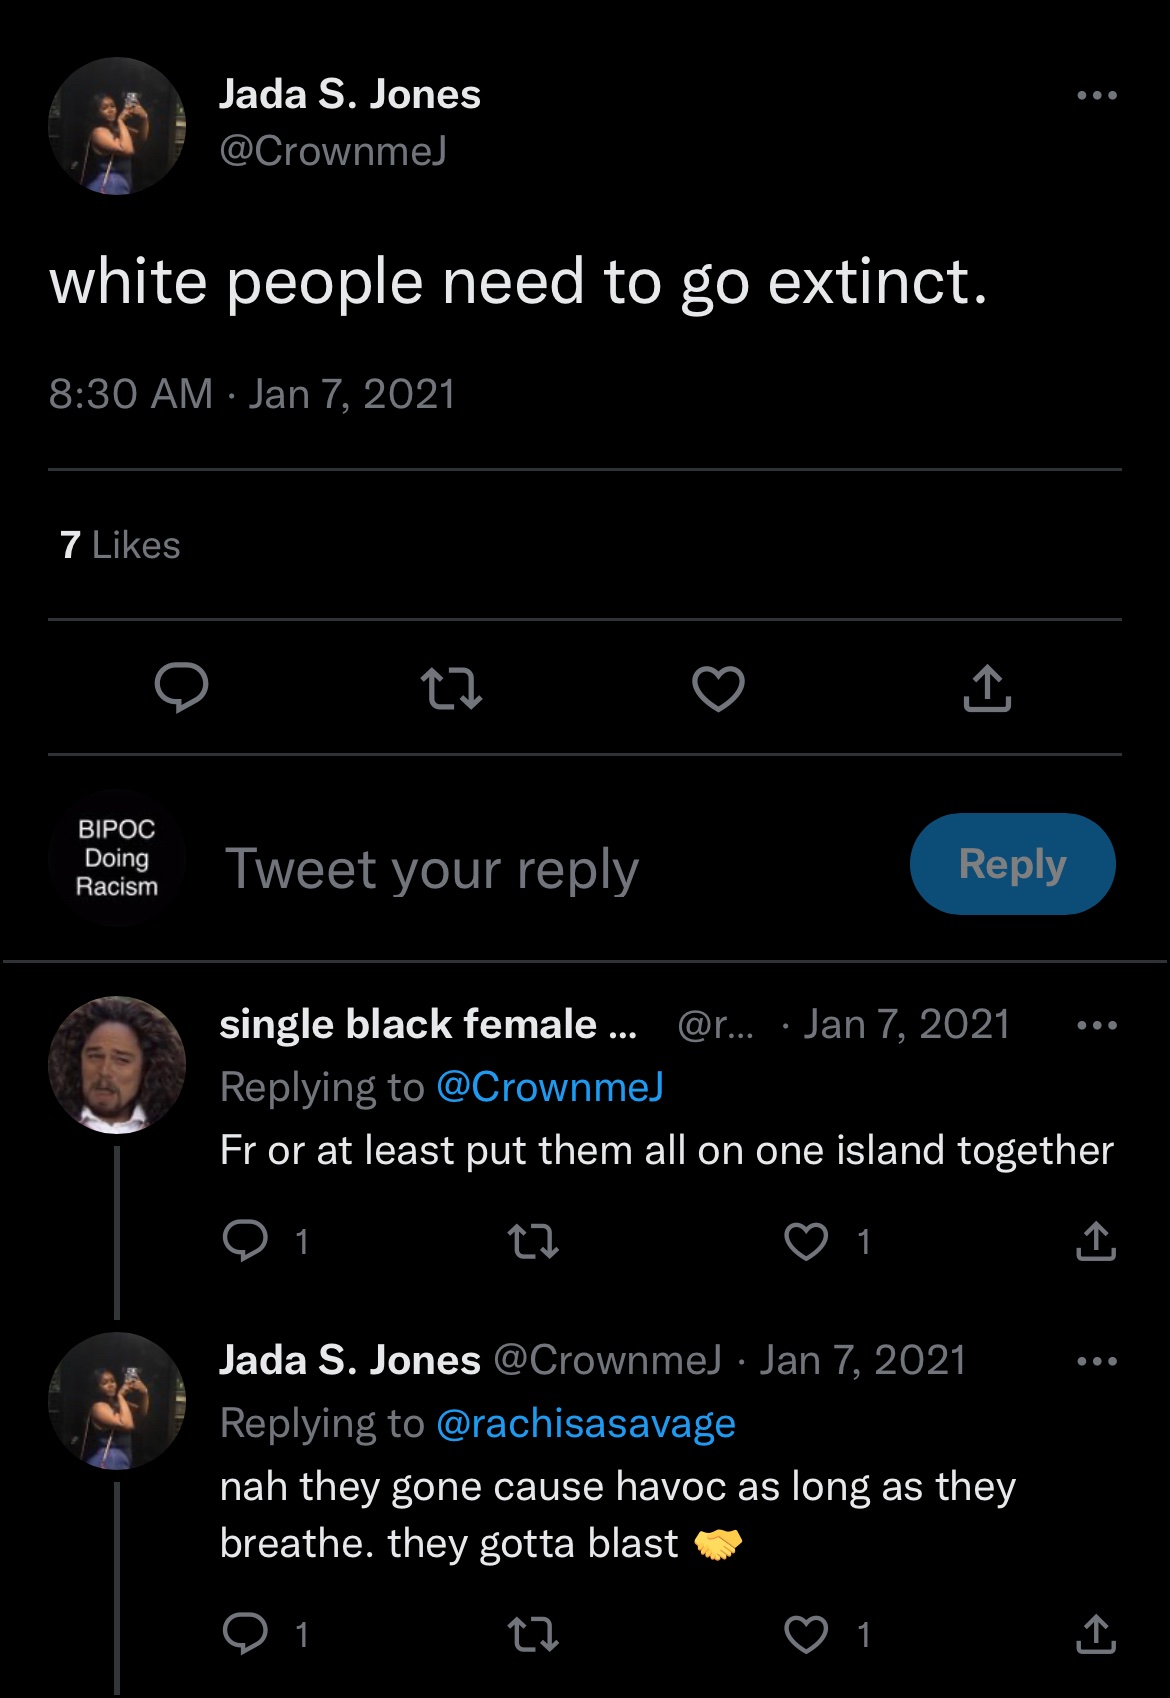 Jada S. Jones
@CrownmeJ
white people need to go extinct.
8:30 AM · Jan 7, 2021
7 Likes
BIPOC
Doing
Racism
Tweet your reply
Reply
single black female ... @r... · Jan 7, 2021
Replying to @CrownmeJ
Fr or at least put them all on one island together
1 1
Jada S. Jones @CrownmeJ · Jan 7, 2021
Replying to @rachisasavage
nah they gone cause havoc as long as they
breathe. they gotta blast 🤝
1 1